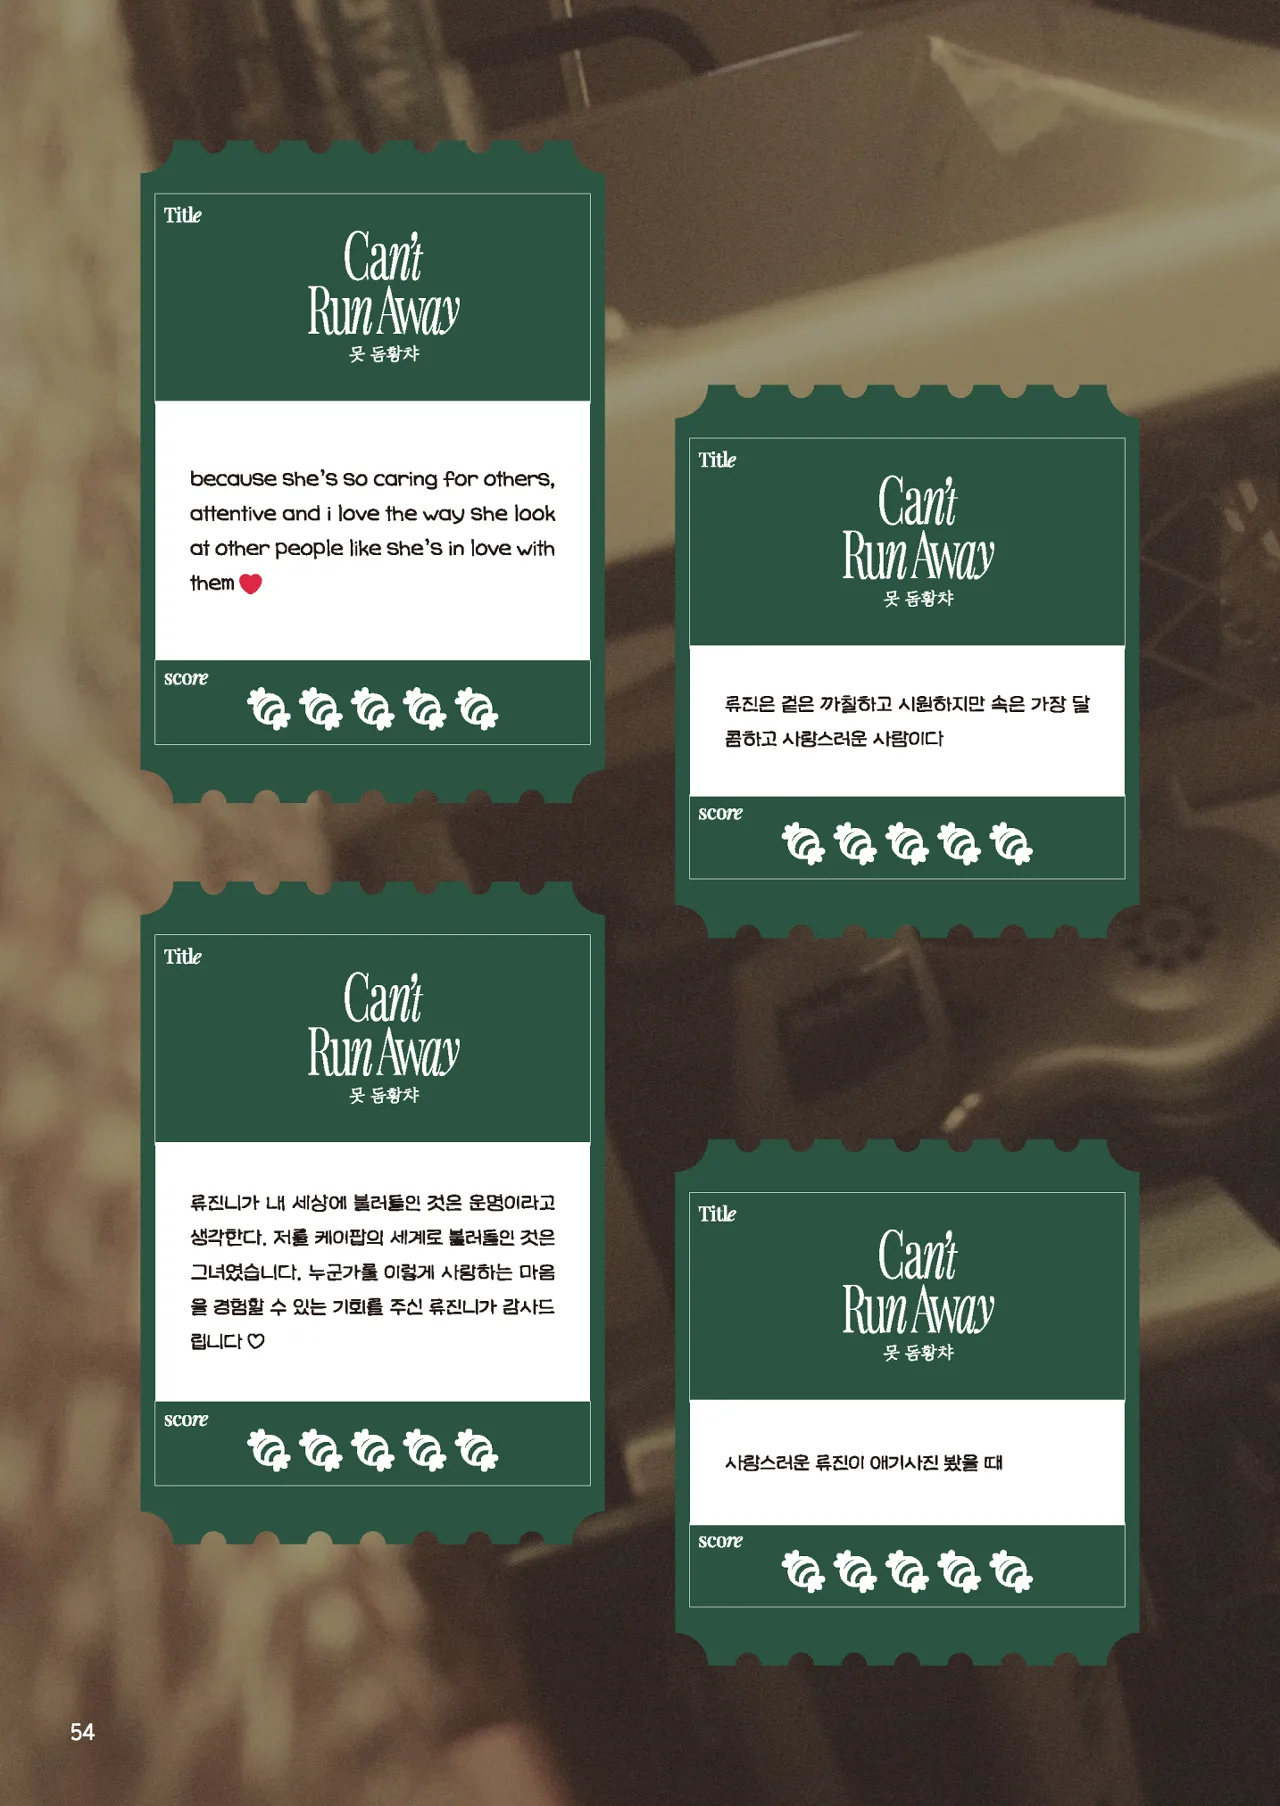 Title
Can't
Run Away
못 돔황챠
because she's so caring for others,
attentive and i love the way she look
at other people like she's in love with
them ❤
score
Title
Can't
Run Away
못 돔황챠
류진은 겉은 까칠하고 시원하지만 속은 가장 달
콤하고 사랑스러운 사람이다
score
Title
Can't
Run Away
못 돔황챠
류진니가 내 세상에 불러들인 것은 운명이라고
생각한다. 저를 케이팝의 세계로 불러들인 것은
그녀였습니다. 누군가를 이렇게 사랑하는 마음
을 경험할 수 있는 기회를 주신 류진니가 감사드
립니다 ♡
score
Title
Can't
Run Away
못 돔황챠
사랑스러운 류진이 애기사진 봤을 때
score
54